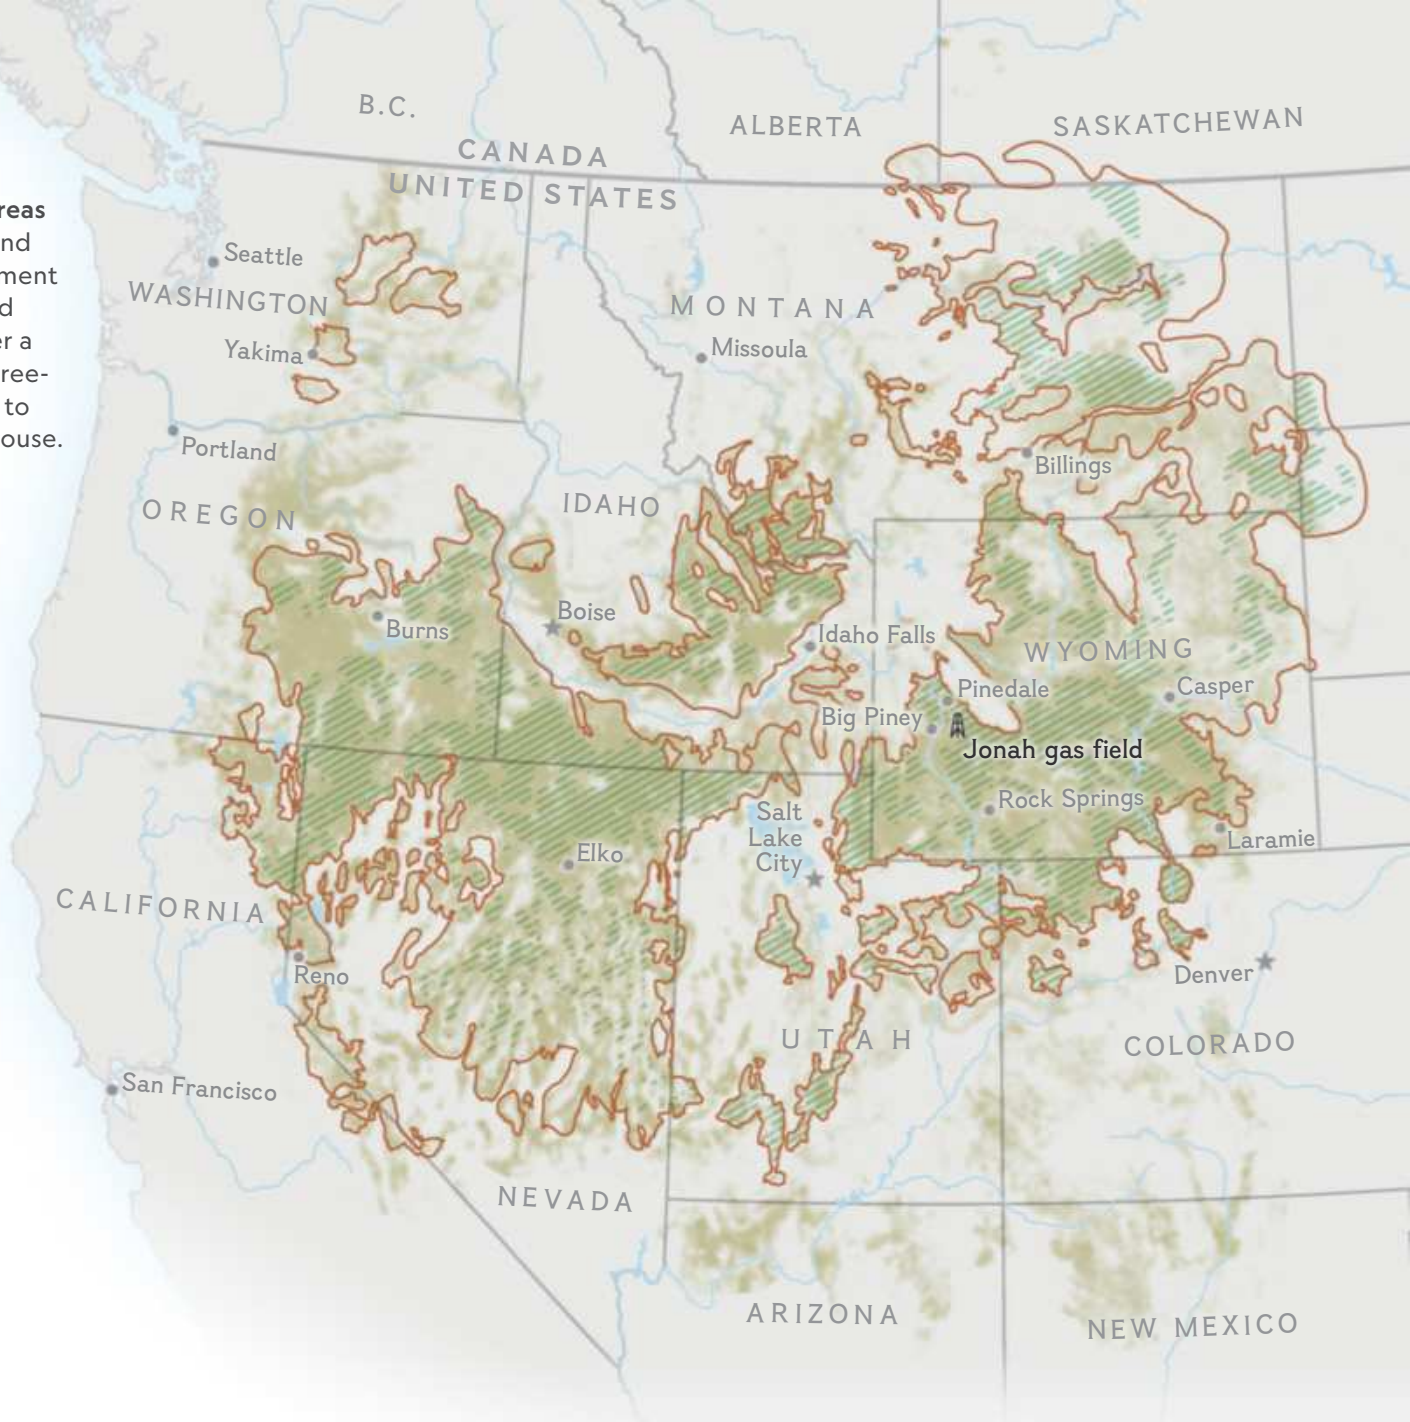 B.C.
ALBERTA
SASKATCHEWAN
CANADA
UNITED STATES
reas
nd
ment
d
er a
ree-
to
ouse.
Seattle
WASHINGTON
MONTANA
Yakima
Missoula
Portland
Billings
OREGON
IDAHO
Boise
Burns
Idaho Falls
WYOMING
Pinedale
Casper
Big Piney
Jonah gas field
Rock Springs
Salt
Lake
City
Laramie
Elko
CALIFORNIA
Reno
Denver
UTAH
COLORADO
San Francisco
NEVADA
ARIZONA
NEW MEXICO